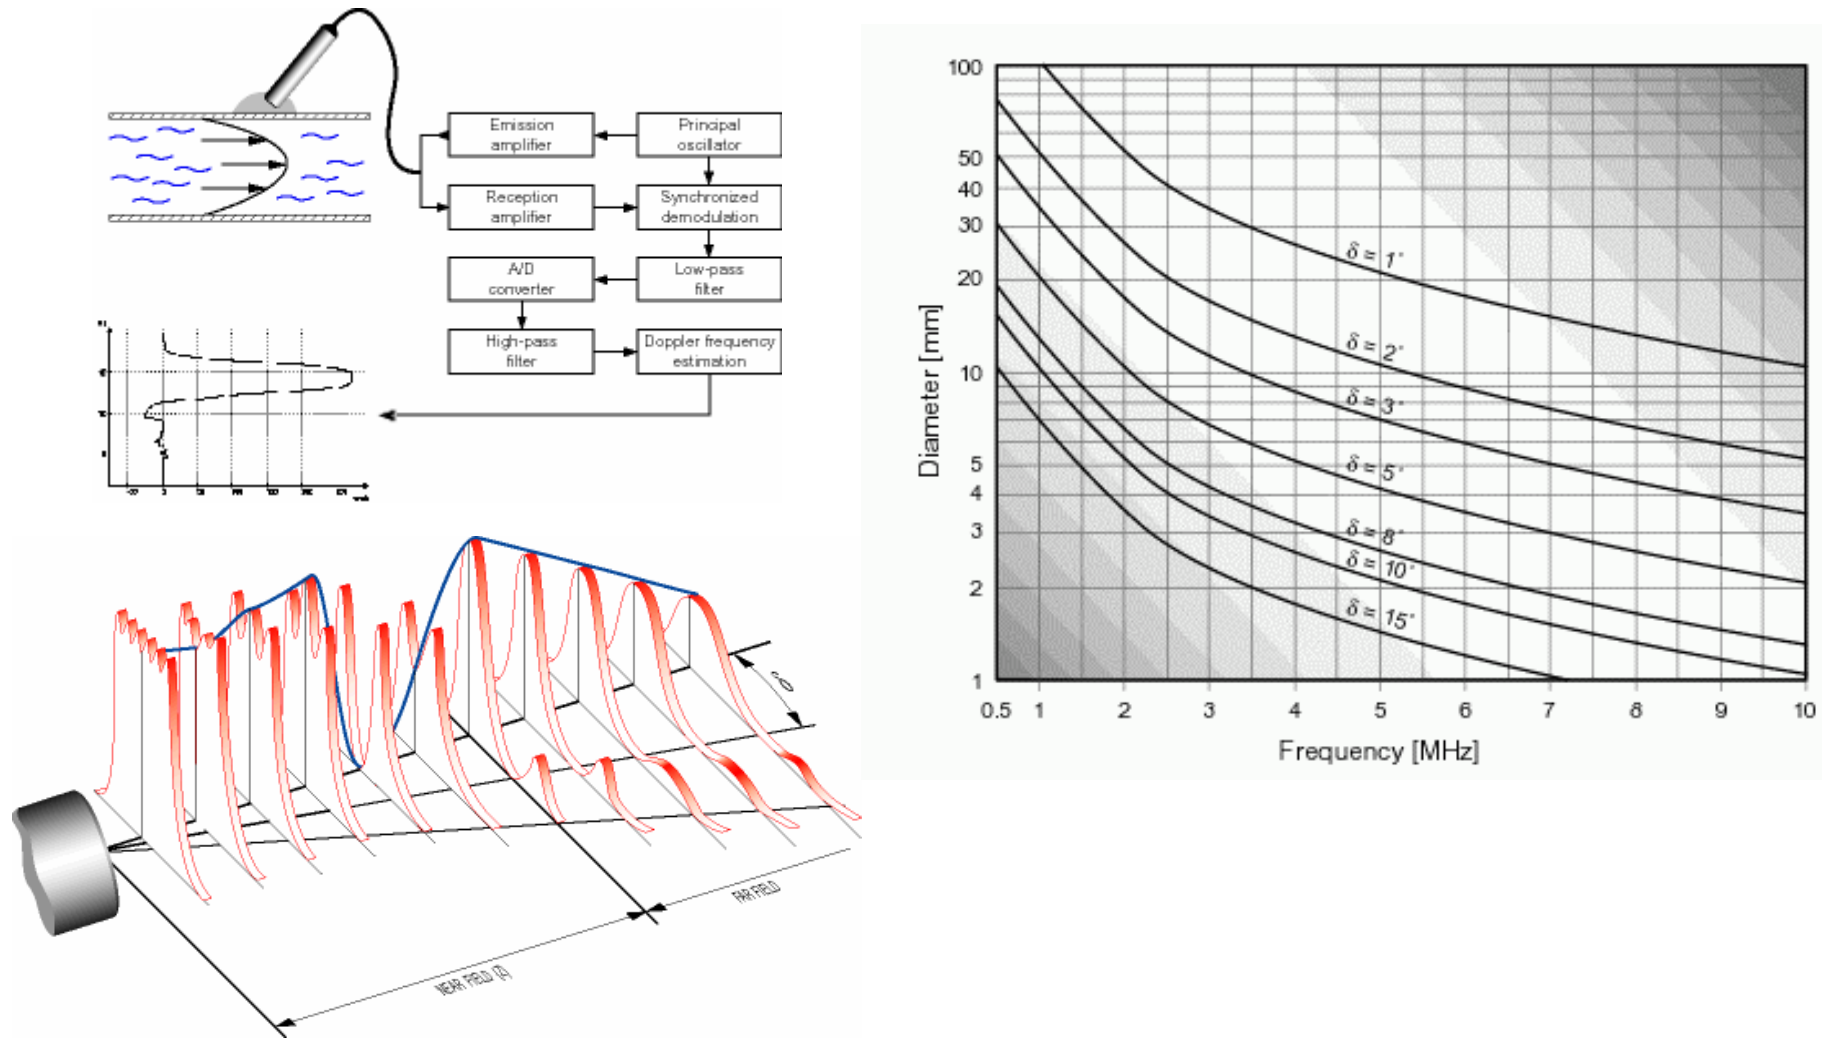 Emission
amplifier
Principal
oscillator
Reception
amplifier
Synchronized
demodulation
A/D
converter
Low-pass
filter
High-pass
filter
Doppler frequency
estimation
NEAR FIELD
FAR FIELD
100
50
40
30
20
10
5
4
3
2
1
Diameter [mm]
δ = 1°
δ = 2°
δ = 3°
δ = 5°
δ = 8°
δ = 10°
δ = 15°
0.5 1 2 3 4 5 6 7 8 9 10
Frequency [MHz]